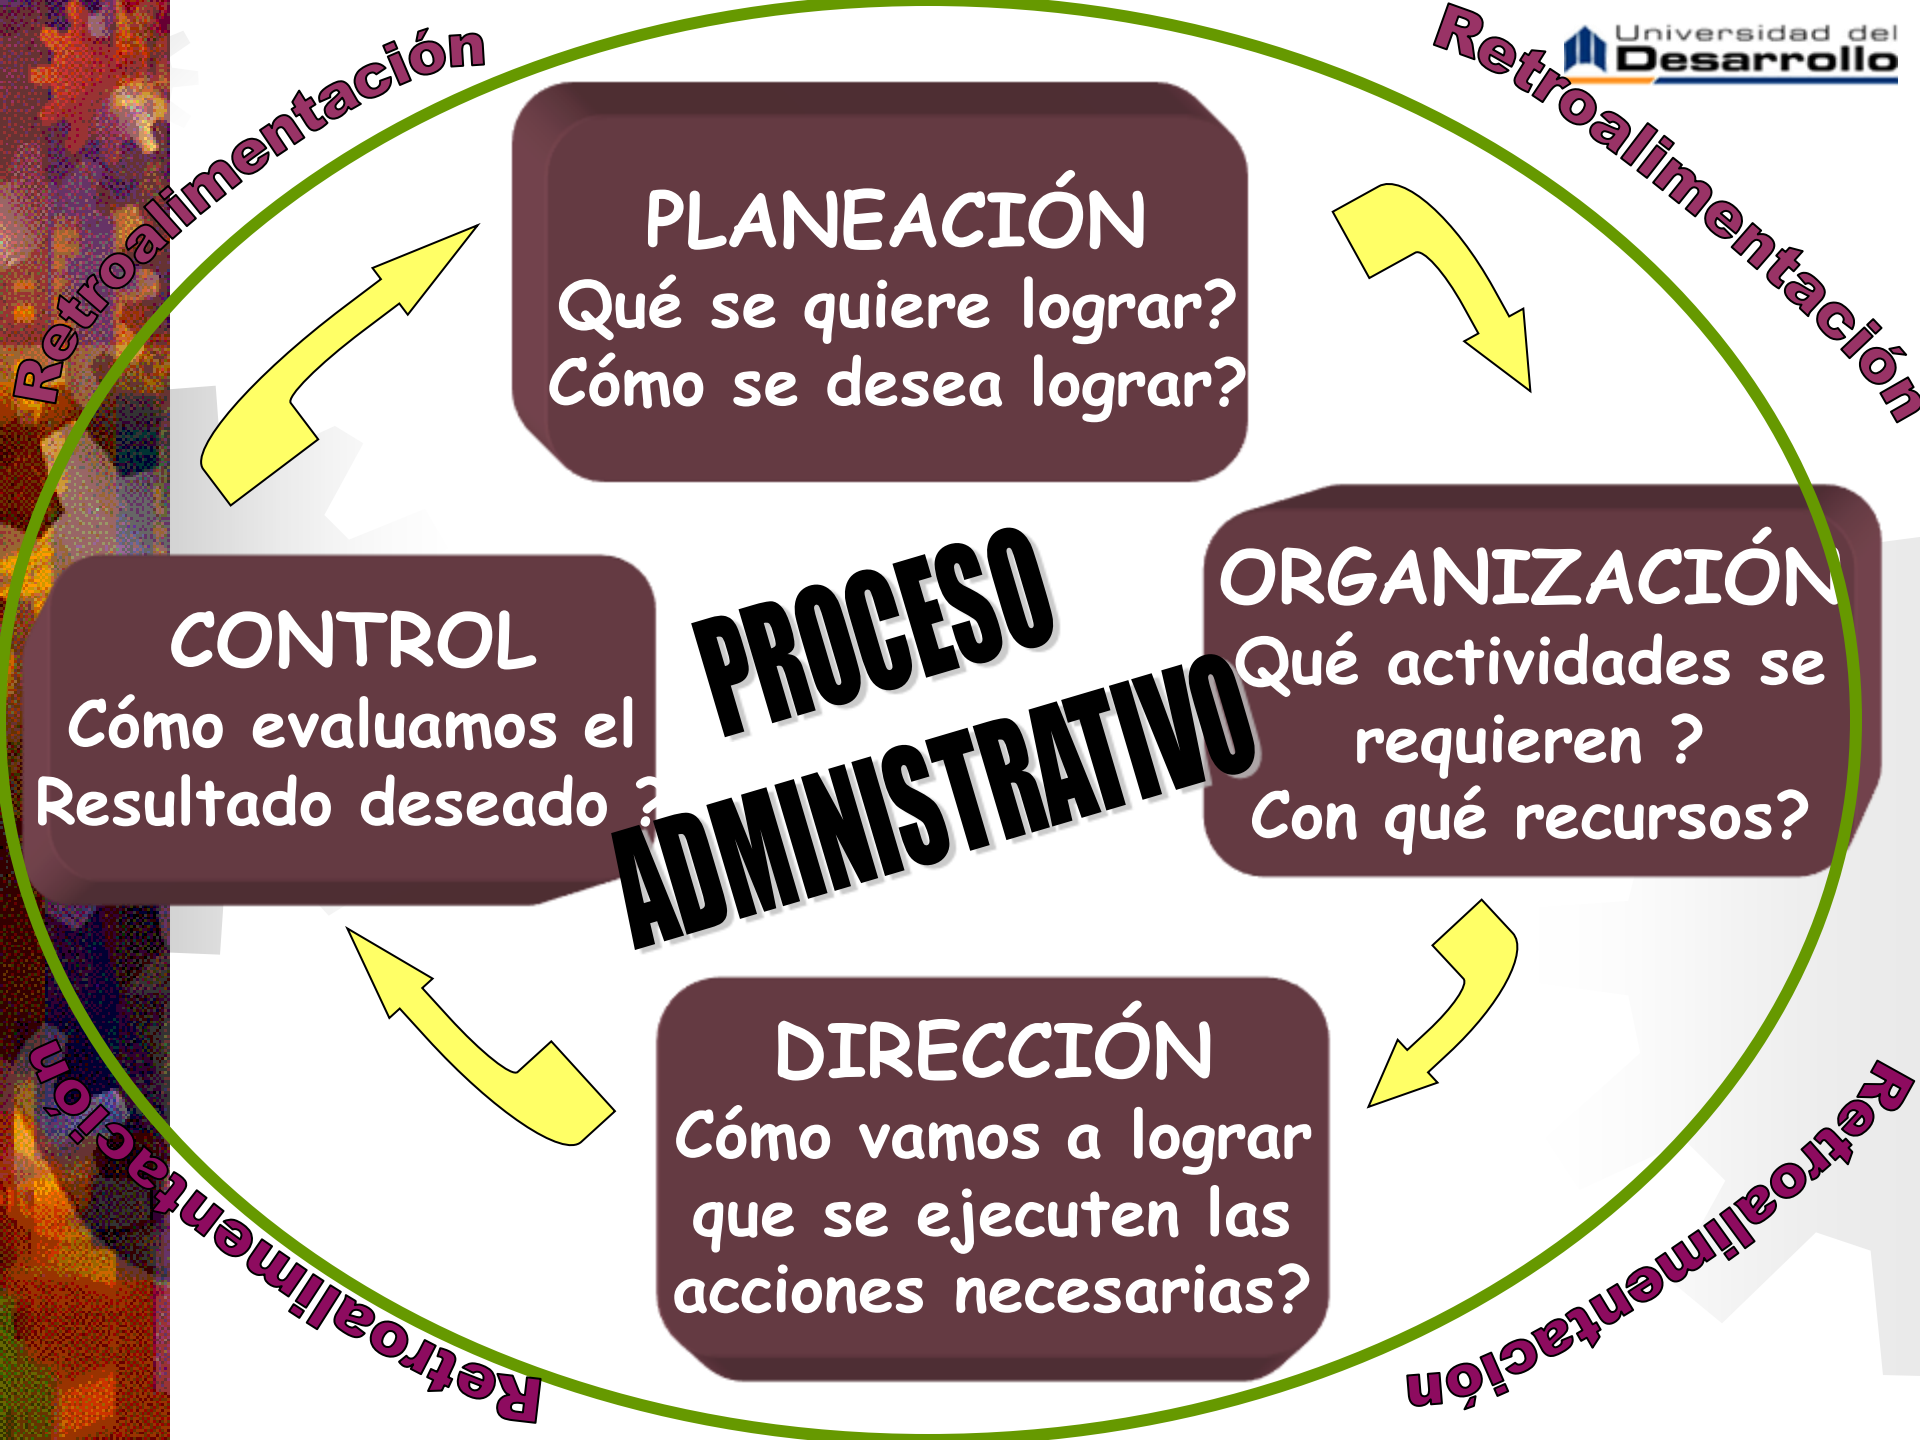 Retroalimentación
Retroalimentación
Universidad del
Desarrollo
PLANEACIÓN
Qué se quiere lograr?
Cómo se desea lograr?
ORGANIZACIÓN
Qué actividades se
requieren ?
Con qué recursos?
PROCESO
ADMINISTRATIVO
CONTROL
Cómo evaluamos el
Resultado deseado ?
DIRECCIÓN
Cómo vamos a lograr
que se ejecuten las
acciones necesarias?
Retroalimentación
Retroalimentación